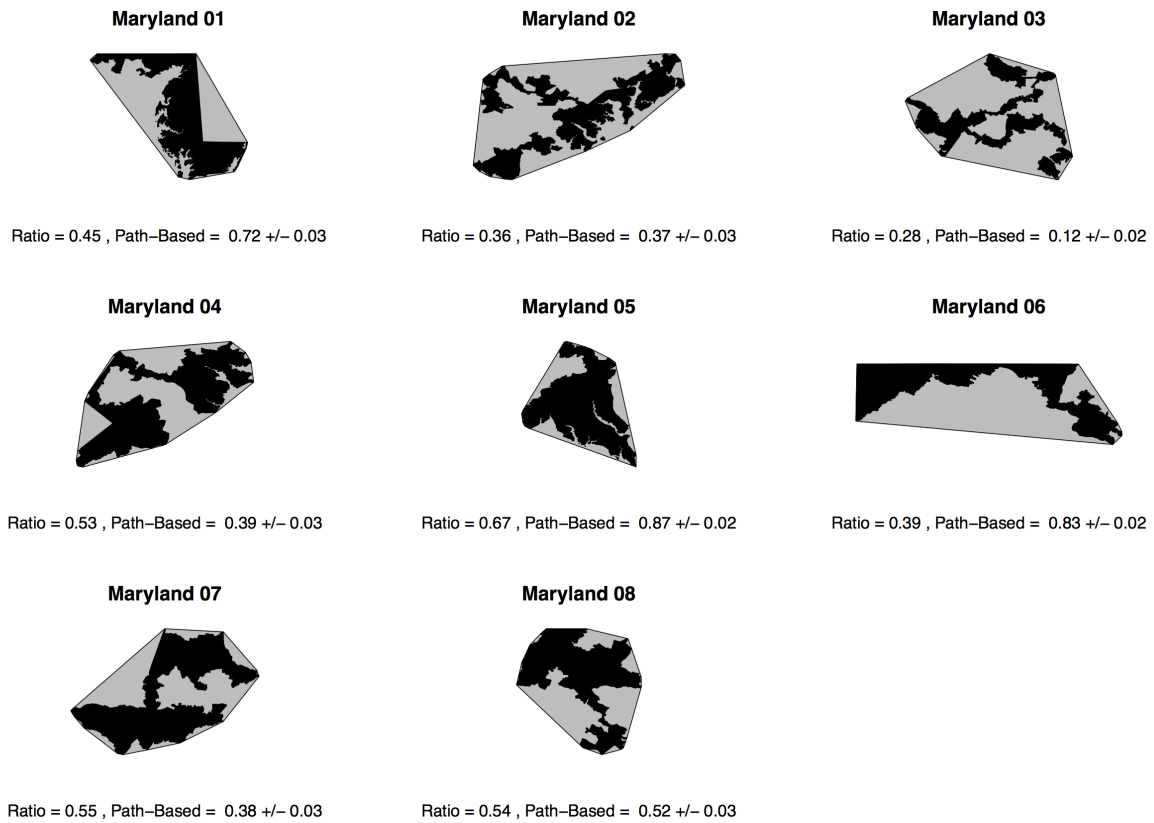 Maryland 01
Maryland 02
Maryland 03
Ratio = 0.45 , Path−Based =  0.72 +/− 0.03
Ratio = 0.36 , Path−Based =  0.37 +/− 0.03
Ratio = 0.28 , Path−Based =  0.12 +/− 0.02
Maryland 04
Maryland 05
Maryland 06
Ratio = 0.53 , Path−Based =  0.39 +/− 0.03
Ratio = 0.67 , Path−Based =  0.87 +/− 0.02
Ratio = 0.39 , Path−Based =  0.83 +/− 0.02
Maryland 07
Maryland 08
Ratio = 0.55 , Path−Based =  0.38 +/− 0.03
Ratio = 0.54 , Path−Based =  0.52 +/− 0.03